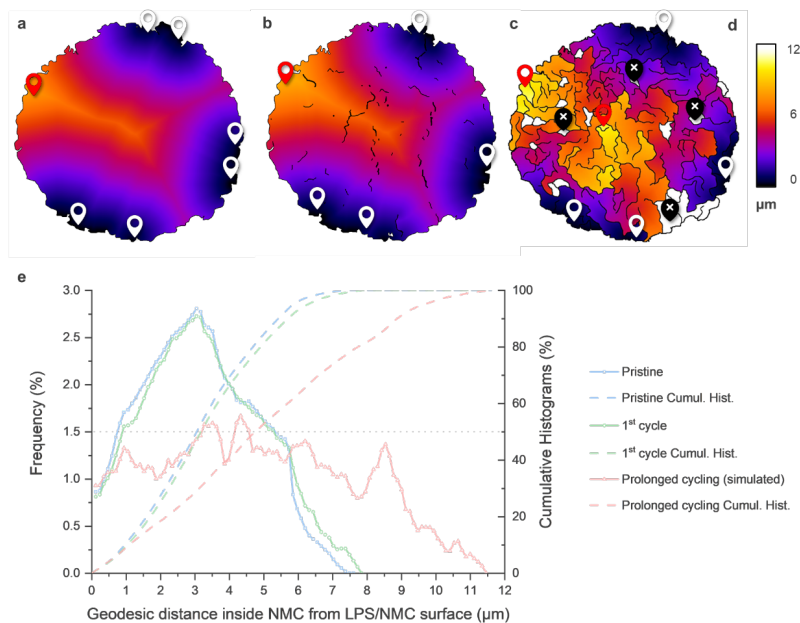 a
b
c
d
12
6
0
µm
e
3.0
2.5
2.0
1.5
1.0
0.5
0.0
Frequency (%)
100
80
60
40
20
0
Cumulative Histograms (%)
0 1 2 3 4 5 6 7 8 9 10 11 12
Geodesic distance inside NMC from LPS/NMC surface (µm)
Pristine
Pristine Cumul. Hist.
1st cycle
1st cycle Cumul. Hist.
Prolonged cycling (simulated)
Prolonged cycling Cumul. Hist.